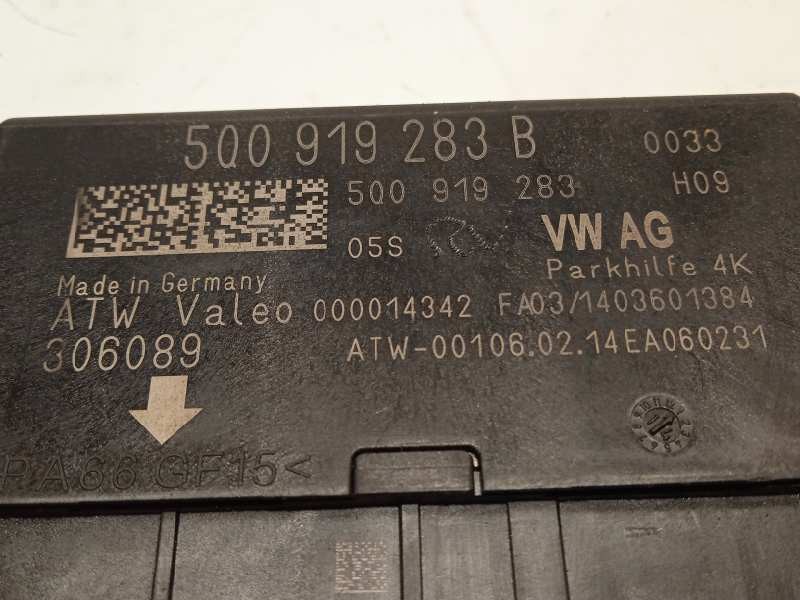 5Q0 919 283 B 0033
5Q0 919 283 H09
05S VW AG
Parkhilfe 4K
Made in Germany
ATW Valeo 000014342 FA03/1403601384
306089 ATW-00106.02.14EA060231
PA66 GF15<